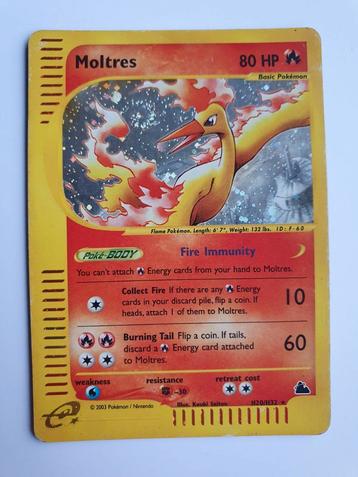 Moltres 80 HP
Basic Pokémon
Flame Pokémon. Length: 6' 7", Weight: 132 lbs. ID: F-60
Poké-BODY Fire Immunity
You can't attach Energy cards from your hand to Moltres.
Collect Fire If there are any Energy
cards in your discard pile, flip a coin. If
heads, attach 1 of them to Moltres.
10
Burning Tail Flip a coin. If tails,
discard a Energy card attached
to Moltres.
60
weakness resistance retreat cost
-30
© 2003 Pokémon / Nintendo Illus. Kouki Saitou H20/H32